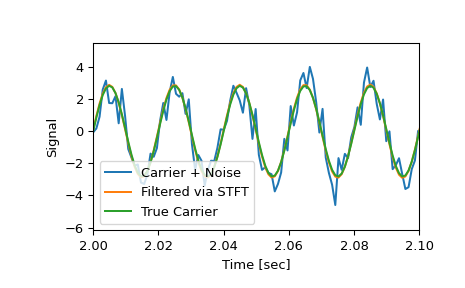 4
2
0
−2
−4
−6
Signal
Carrier + Noise
Filtered via STFT
True Carrier
2.00 2.02 2.04 2.06 2.08 2.10
Time [sec]